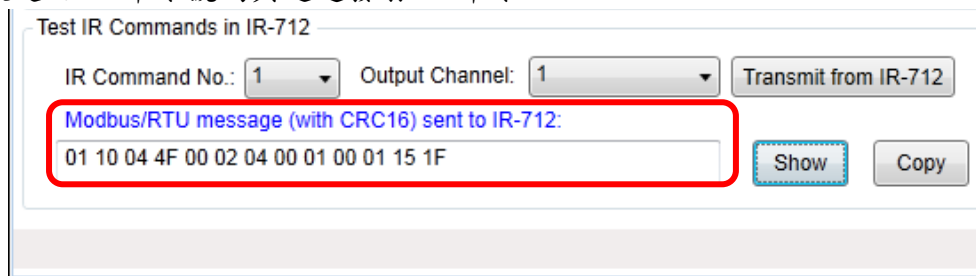 Test IR Commands in IR-712
IR Command No.: 1 Output Channel: 1 Transmit from IR-712
Modbus/RTU message (with CRC16) sent to IR-712:
01 10 04 4F 00 02 04 00 01 00 01 15 1F Show Copy